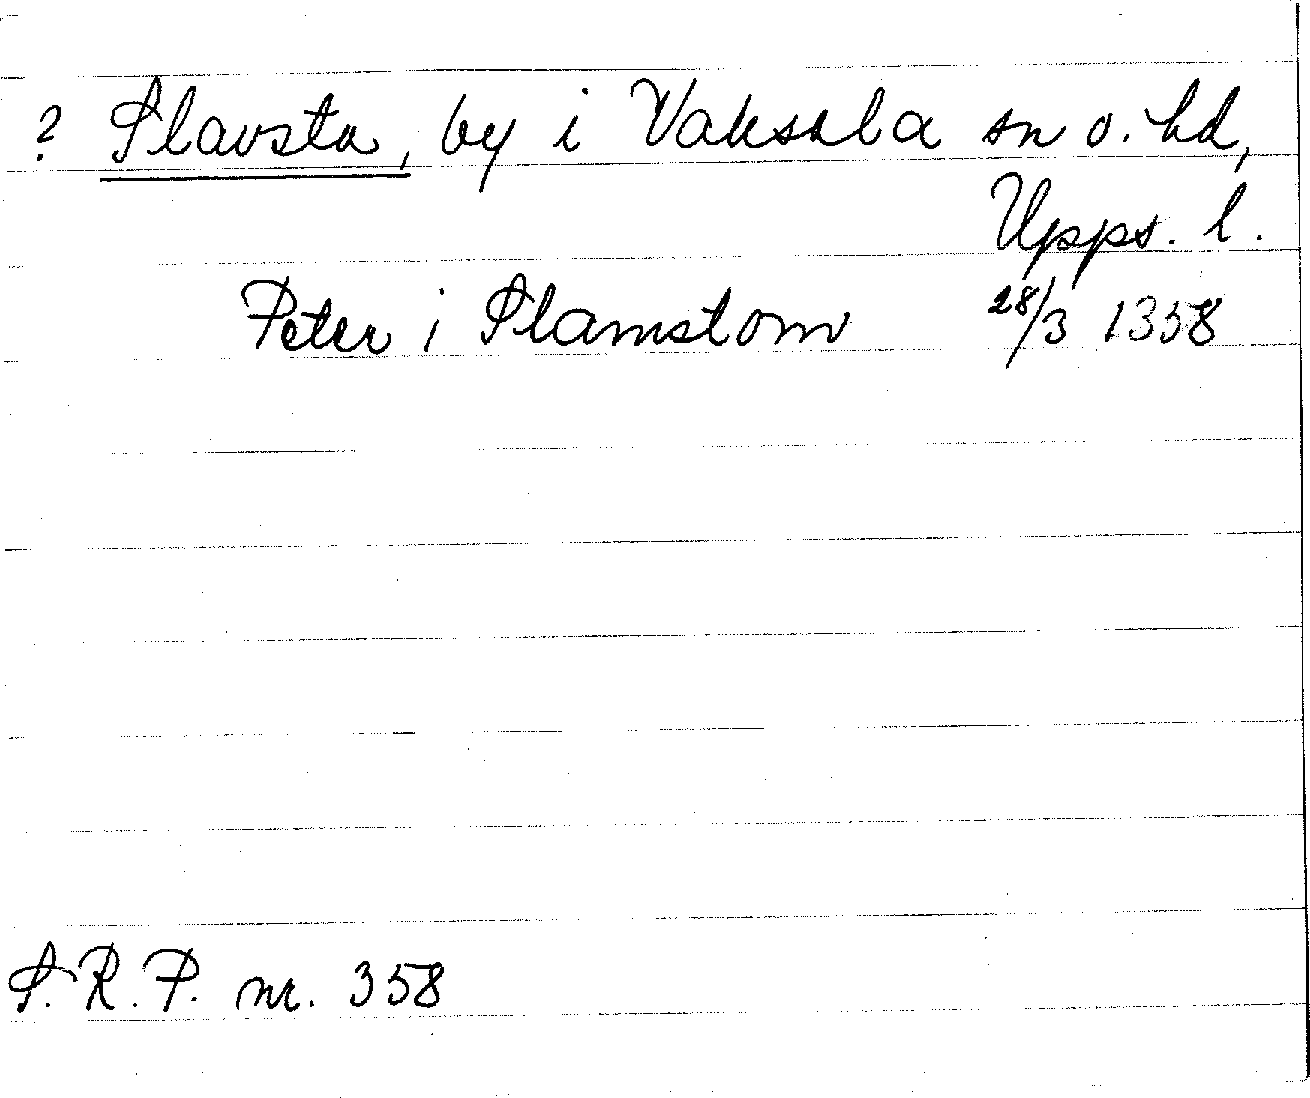 ? Slavsta, by i Vaksala sn o. hd,
Upps. l.
Peter i Slamstom 28/3 1358
S.R.P. nr. 358